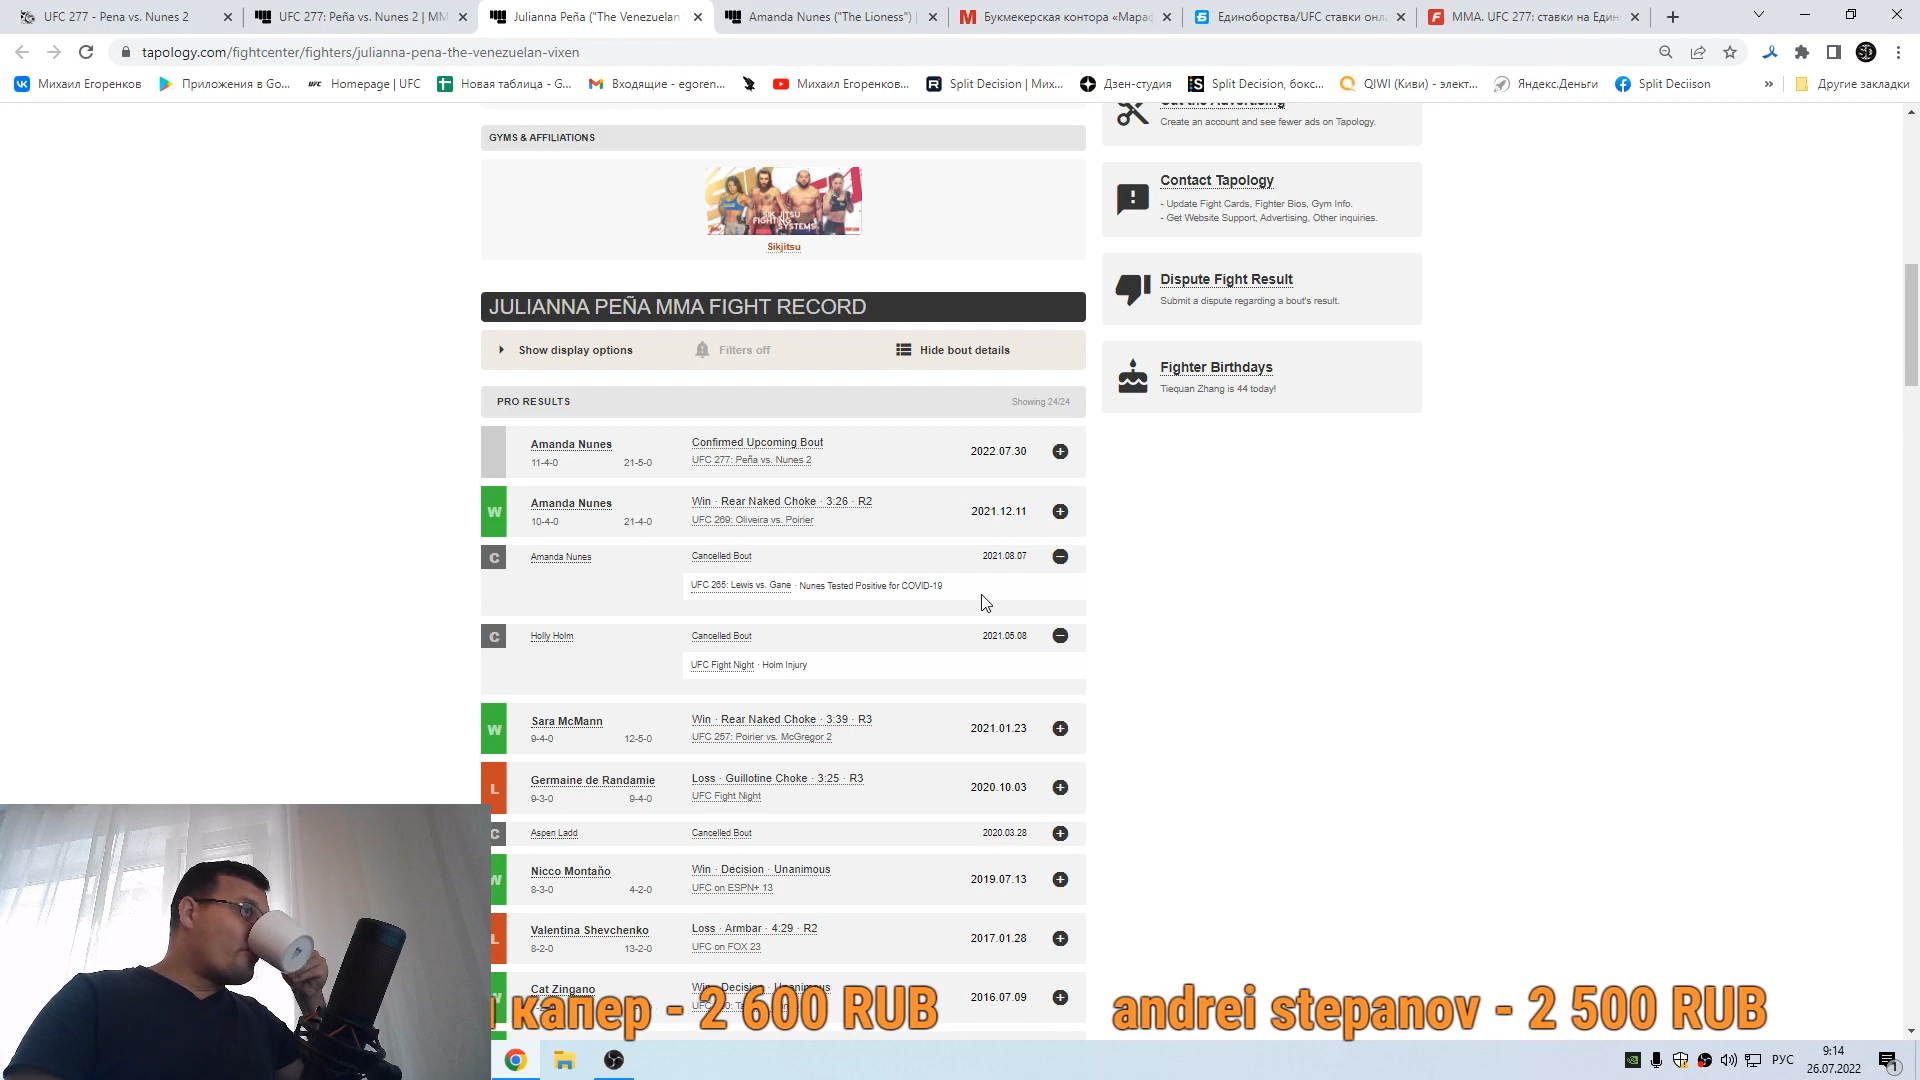 UFC 277 - Pena vs. Nunes 2
UFC 277: Peña vs. Nunes 2 | MM
Julianna Peña ("The Venezuelan
Amanda Nunes ("The Lioness") |
Букмекерская контора «Мараф
Единоборства/UFC ставки онла
ММА. UFC 277: ставки на Един
tapology.com/fightcenter/fighters/julianna-pena-the-venezuelan-vixen
Михаил Егоренков
Приложения в Go...
Homepage | UFC
Новая таблица - G...
Входящие - egoren...
Михаил Егоренков...
Split Decision | Мих...
Дзен-студия
Split Decision, бокс...
QIWI (Киви) - элект...
Яндекс.Деньги
Split Deciison
»
Другие закладки
Create an account and see fewer ads on Tapology.
GYMS & AFFILIATIONS
SIK JITSU
FIGHTING
SYSTEMS
Sikjitsu
Contact Tapology
- Update Fight Cards, Fighter Bios, Gym Info.
- Get Website Support, Advertising, Other inquiries.
Dispute Fight Result
Submit a dispute regarding a bout's result.
Fighter Birthdays
Tiequan Zhang is 44 today!
JULIANNA PEÑA MMA FIGHT RECORD
Show display options
Filters off
Hide bout details
PRO RESULTS
Showing 24/24
Amanda Nunes
11-4-0 21-5-0
Confirmed Upcoming Bout
UFC 277: Peña vs. Nunes 2
2022.07.30
W
Amanda Nunes
10-4-0 21-4-0
Win · Rear Naked Choke · 3:26 · R2
UFC 269: Oliveira vs. Poirier
2021.12.11
C
Amanda Nunes
Cancelled Bout
2021.08.07
UFC 265: Lewis vs. Gane · Nunes Tested Positive for COVID-19
C
Holly Holm
Cancelled Bout
2021.05.08
UFC Fight Night · Holm Injury
W
Sara McMann
9-4-0 12-5-0
Win · Rear Naked Choke · 3:39 · R3
UFC 257: Poirier vs. McGregor 2
2021.01.23
L
Germaine de Randamie
9-3-0 9-4-0
Loss · Guillotine Choke · 3:25 · R3
UFC Fight Night
2020.10.03
C
Aspen Ladd
Cancelled Bout
2020.03.28
W
Nicco Montaño
8-3-0 4-2-0
Win · Decision · Unanimous
UFC on ESPN+ 13
2019.07.13
L
Valentina Shevchenko
8-2-0 13-2-0
Loss · Armbar · 4:29 · R2
UFC on FOX 23
2017.01.28
Cat Zingano
Win · Decision · Unanimous
2016.07.09
капер - 2 600 RUB
andrei stepanov - 2 500 RUB
РУС
9:14
26.07.2022
1